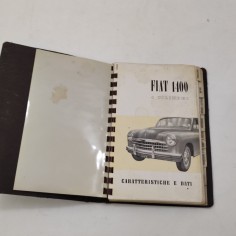 FIAT 1400
CARATTERISTICHE E DATI